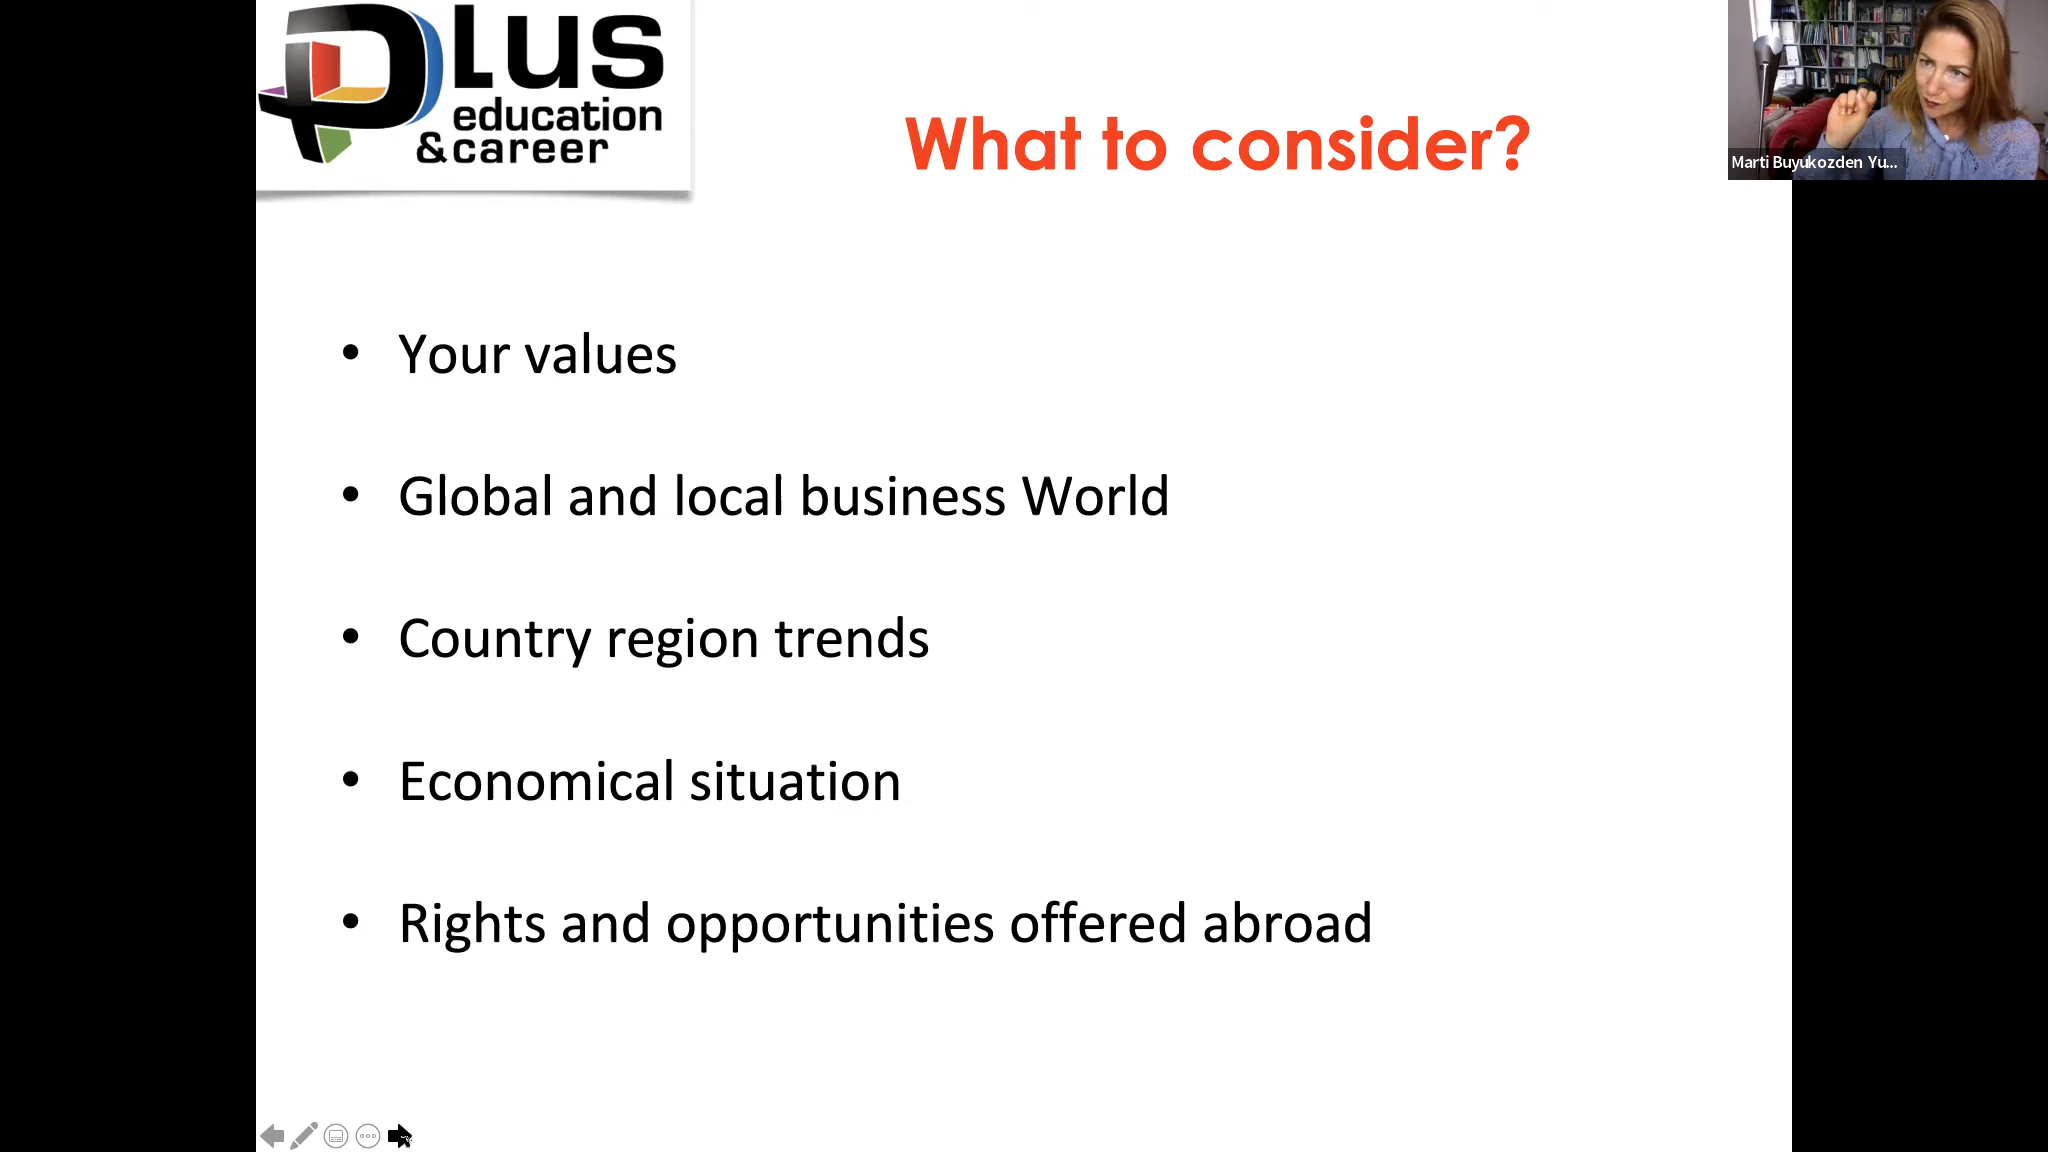 Plus
education
& career
What to consider?
Marti Buyukozden Yu...
• Your values
• Global and local business World
• Country region trends
• Economical situation
• Rights and opportunities offered abroad